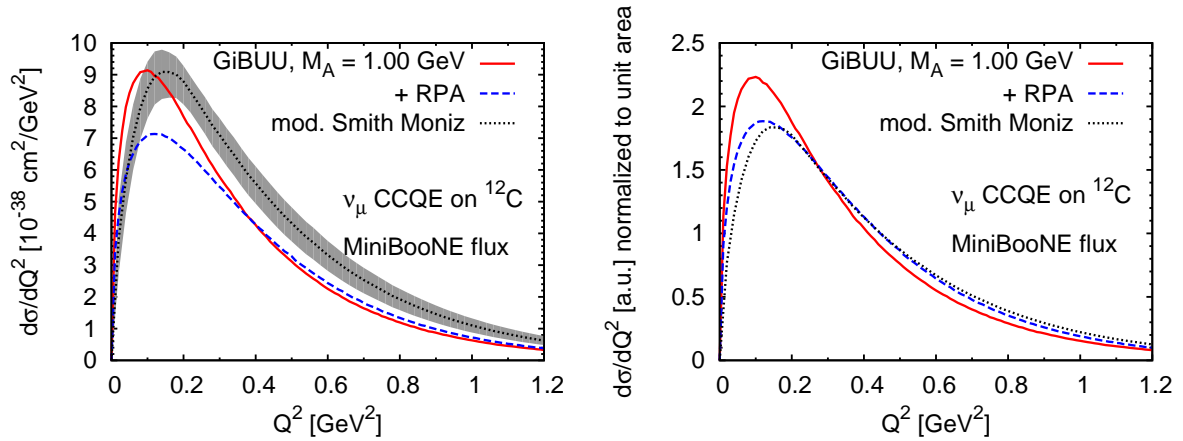 dσ/dQ² [10⁻³⁸ cm²/GeV²]
10
9
8
7
6
5
4
3
2
1
0
GiBUU, M_A = 1.00 GeV
+ RPA
mod. Smith Moniz
ν_μ CCQE on ¹²C
MiniBooNE flux
0 0.2 0.4 0.6 0.8 1 1.2
Q² [GeV²]
dσ/dQ² [a.u.] normalized to unit area
2.5
2
1.5
1
0.5
0
GiBUU, M_A = 1.00 GeV
+ RPA
mod. Smith Moniz
ν_μ CCQE on ¹²C
MiniBooNE flux
0 0.2 0.4 0.6 0.8 1 1.2
Q² [GeV²]